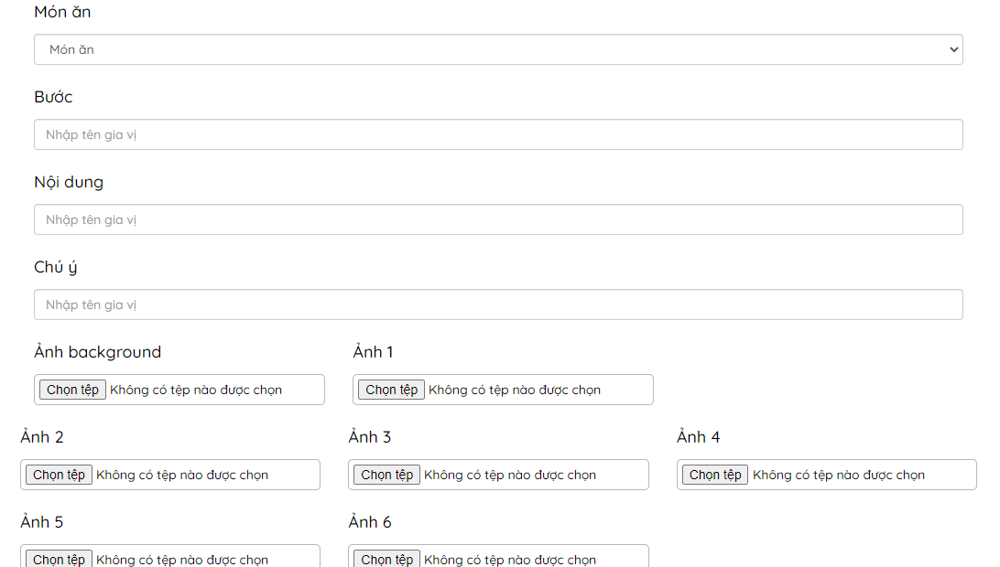 Món ăn
Món ăn
Bước
Nhập tên gia vị
Nội dung
Nhập tên gia vị
Chú ý
Nhập tên gia vị
Ảnh background Ảnh 1
Chọn tệp Không có tệp nào được chọn Chọn tệp Không có tệp nào được chọn
Ảnh 2 Ảnh 3 Ảnh 4
Chọn tệp Không có tệp nào được chọn Chọn tệp Không có tệp nào được chọn Chọn tệp Không có tệp nào được chọn
Ảnh 5 Ảnh 6
Chọn tệp Không có tệp nào được chọn Chọn tệp Không có tệp nào được chọn